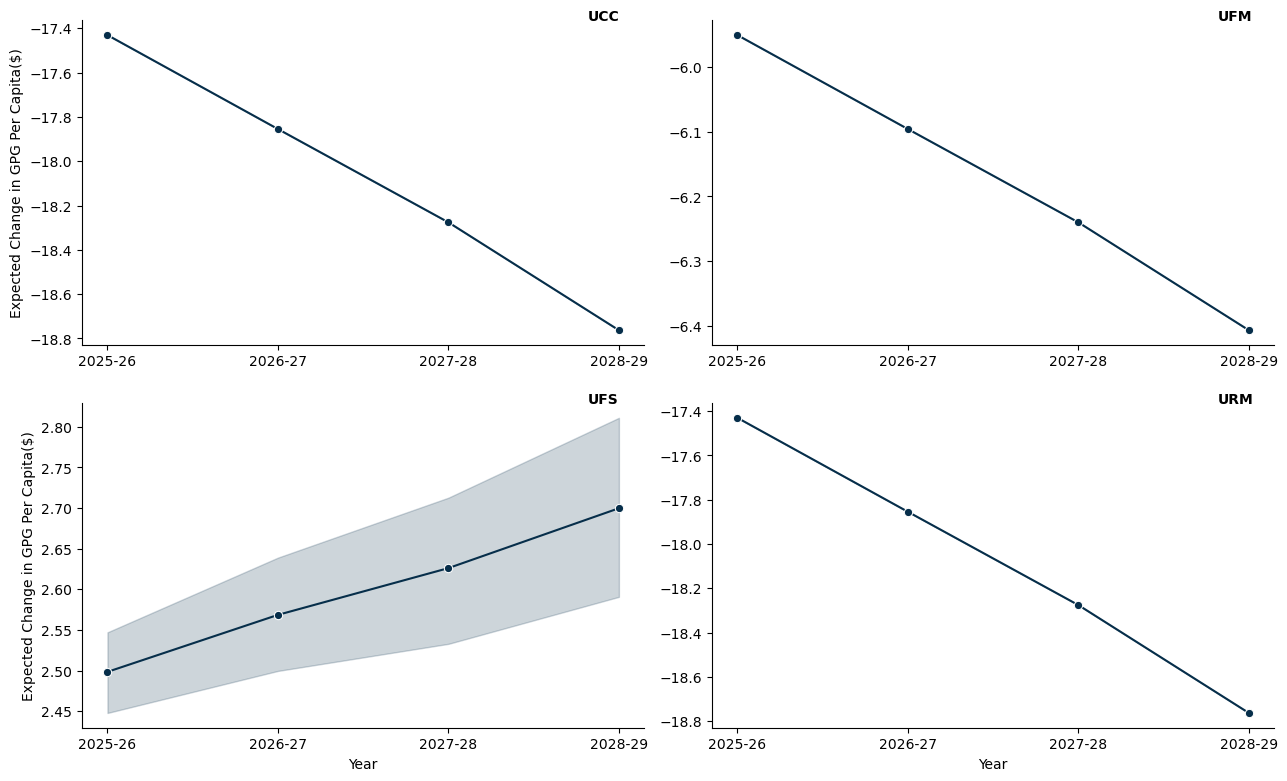 UCC
Expected Change in GPG Per Capita($)
−17.4
−17.6
−17.8
−18.0
−18.2
−18.4
−18.6
−18.8
2025-26 2026-27 2027-28 2028-29
UFM
−6.0
−6.1
−6.2
−6.3
−6.4
2025-26 2026-27 2027-28 2028-29
UFS
Expected Change in GPG Per Capita($)
2.80
2.75
2.70
2.65
2.60
2.55
2.50
2.45
2025-26 2026-27 2027-28 2028-29
Year
URM
−17.4
−17.6
−17.8
−18.0
−18.2
−18.4
−18.6
−18.8
2025-26 2026-27 2027-28 2028-29
Year